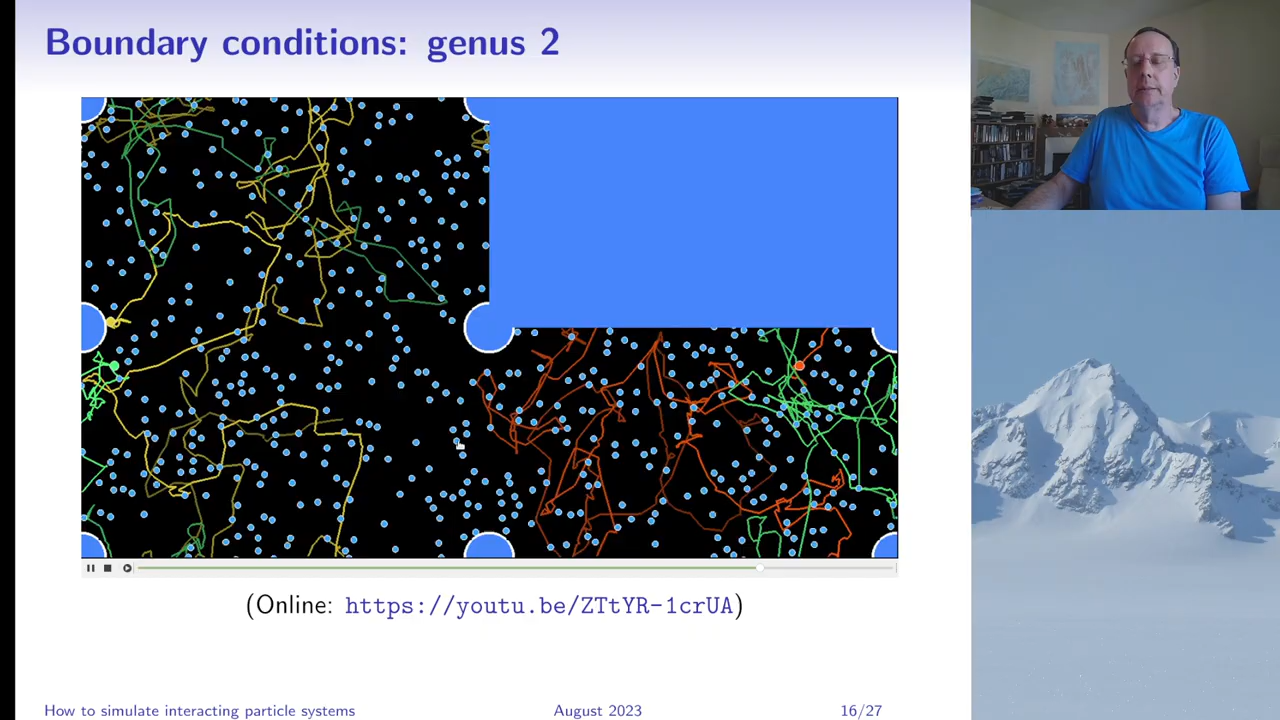 Boundary conditions: genus 2
(Online: https://youtu.be/ZTtYR-1crUA)
How to simulate interacting particle systems August 2023 16/27